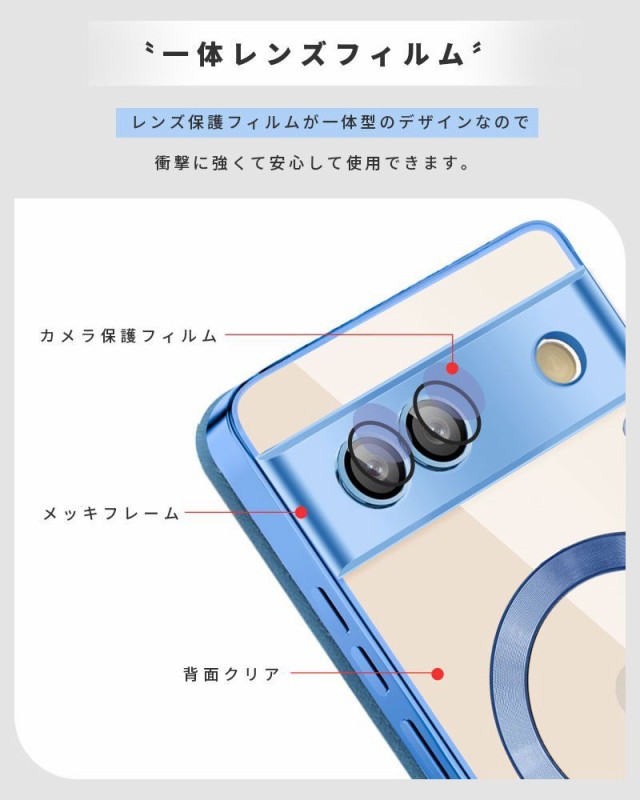 〝一体レンズフィルム〞
レンズ保護フィルムが一体型のデザインなので
衝撃に強くて安心して使用できます。
カメラ保護フィルム
メッキフレーム
背面クリア